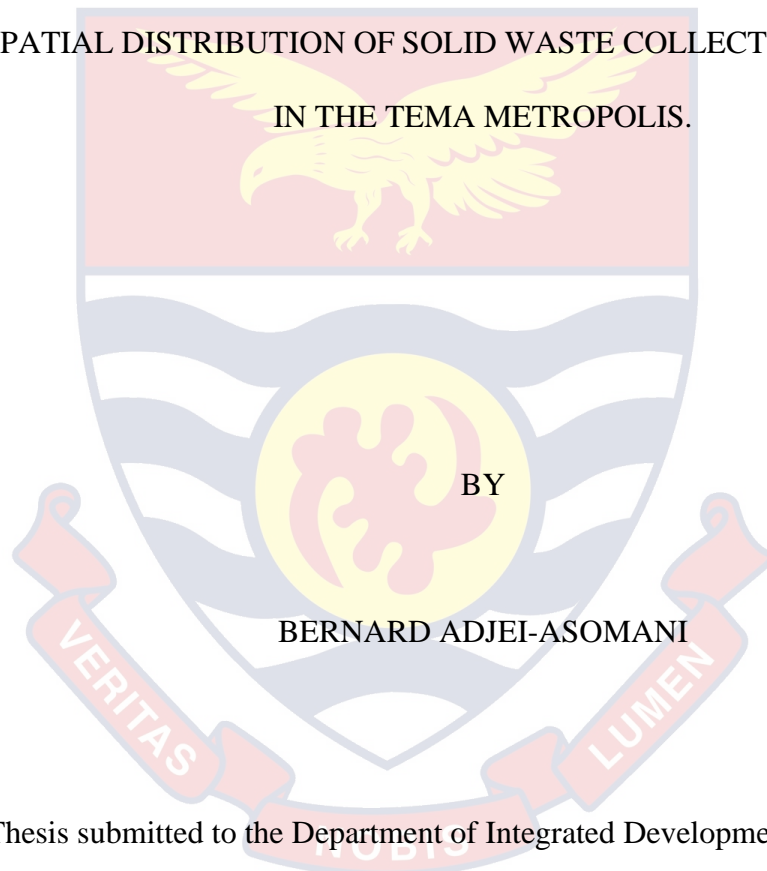 PATIAL DISTRIBUTION OF SOLID WASTE COLLECT
IN THE TEMA METROPOLIS.
BY
BERNARD ADJEI-ASOMANI
VERITAS
NOBIS
LUMEN
Thesis submitted to the Department of Integrated Developme